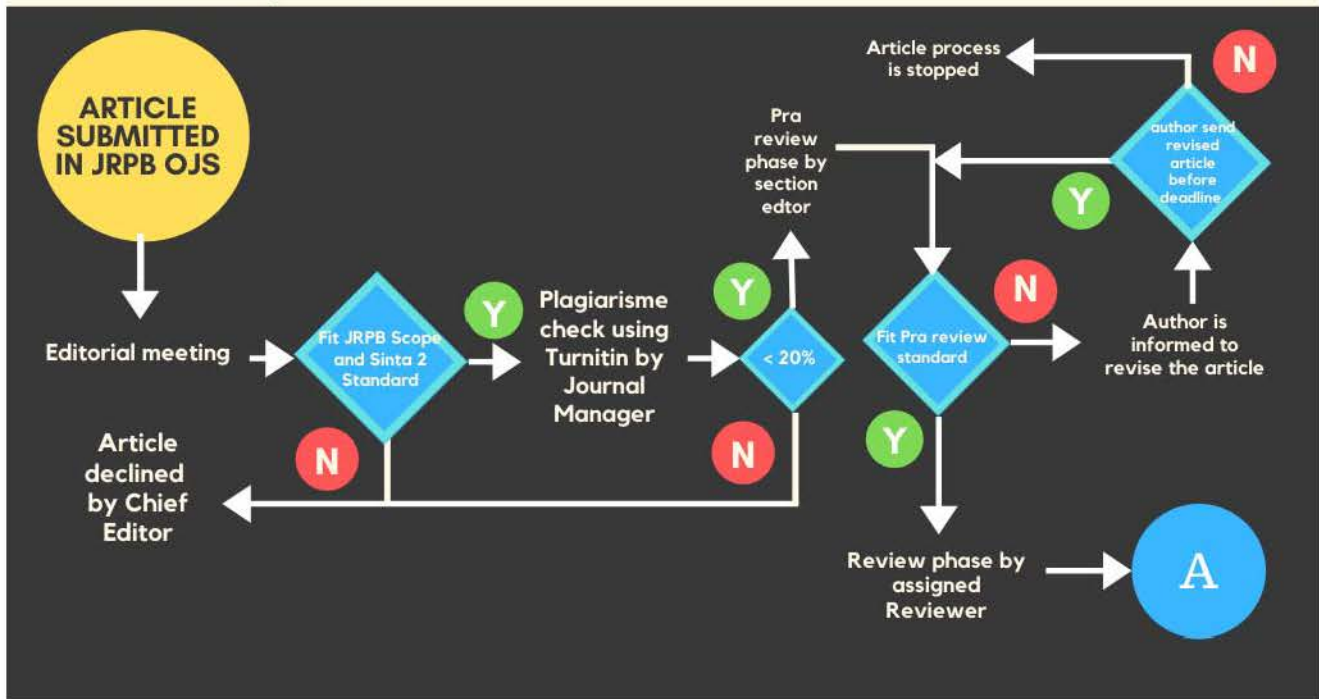 ARTICLE
SUBMITTED
IN JRPB OJS
Editorial meeting
Fit JRPB Scope
and Sinta 2
Standard
Y
N
Article
declined
by Chief
Editor
Plagiarisme
check using
Turnitin by
Journal
Manager
< 20%
Y
N
Pra
review
phase by
section
edtor
Fit Pra review
standard
N
Y
Author is
informed to
revise the article
author send
revised
article
before
deadline
Y
N
Article process
is stopped
Review phase by
assigned
Reviewer
A